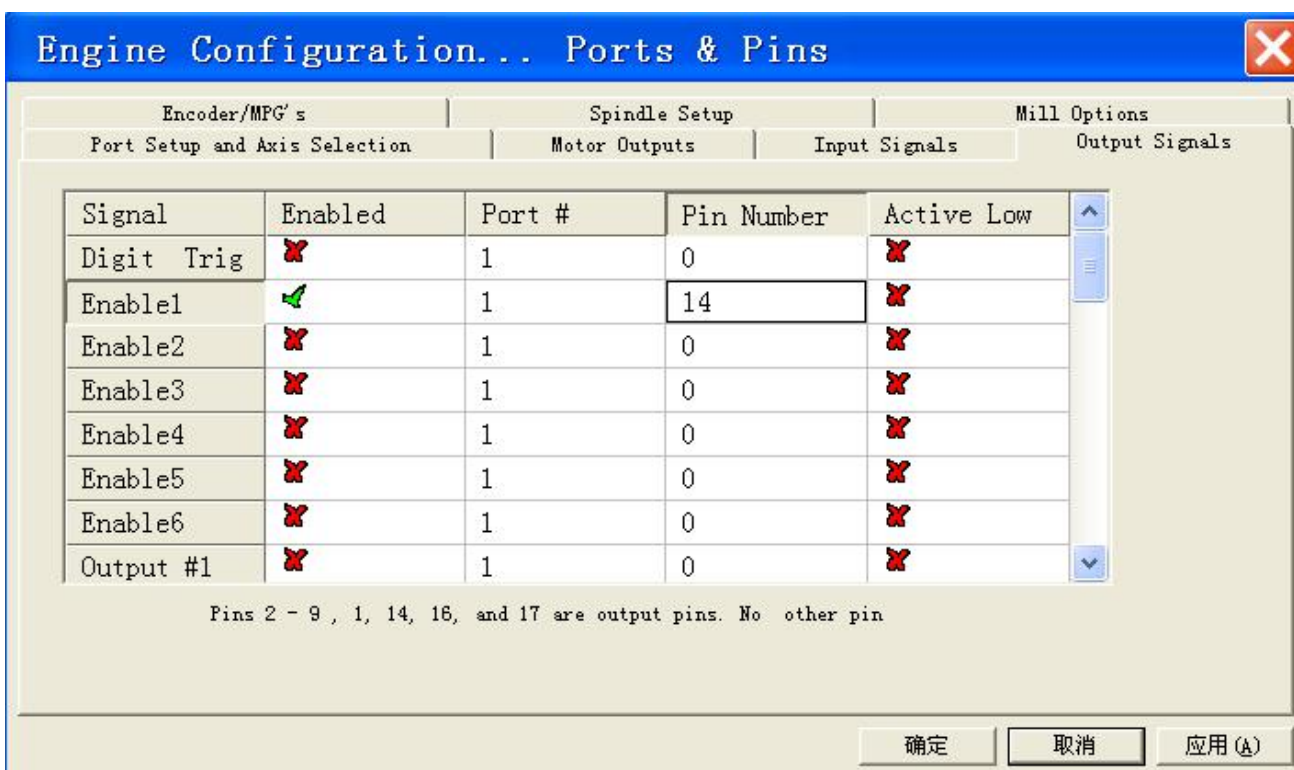 Engine Configuration... Ports & Pins
Encoder/MPG's Spindle Setup Mill Options
Port Setup and Axis Selection Motor Outputs Input Signals Output Signals
Signal Enabled Port # Pin Number Active Low
Digit Trig 1 0
Enable1 1 14
Enable2 1 0
Enable3 1 0
Enable4 1 0
Enable5 1 0
Enable6 1 0
Output #1 1 0
Pins 2 - 9 , 1, 14, 16, and 17 are output pins. No other pin
确定 取消 应用(A)